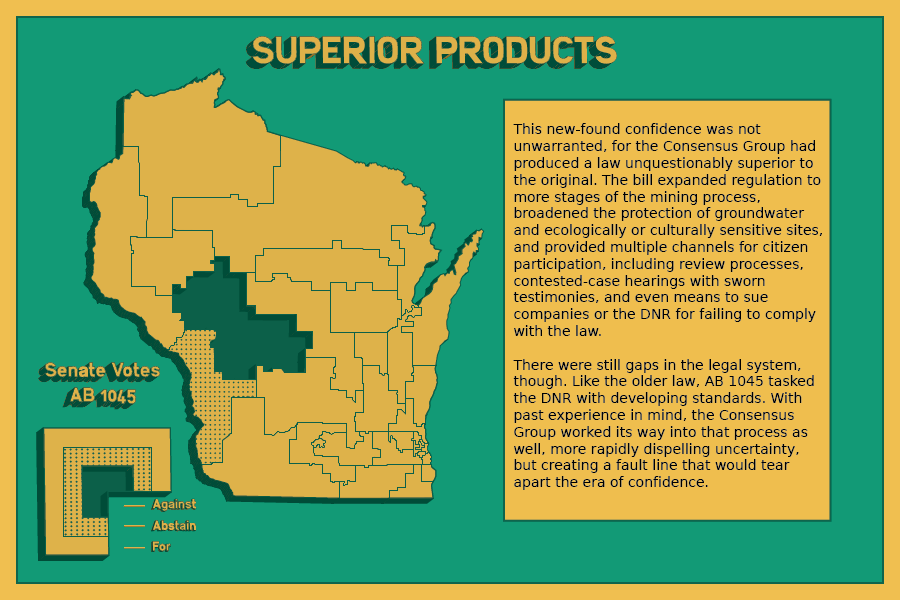 SUPERIOR PRODUCTS
This new-found confidence was not
unwarranted, for the Consensus Group had
produced a law unquestionably superior to
the original. The bill expanded regulation to
more stages of the mining process,
broadened the protection of groundwater
and ecologically or culturally sensitive sites,
and provided multiple channels for citizen
participation, including review processes,
contested-case hearings with sworn
testimonies, and even means to sue
companies or the DNR for failing to comply
with the law.
There were still gaps in the legal system,
though. Like the older law, AB 1045 tasked
the DNR with developing standards. With
past experience in mind, the Consensus
Group worked its way into that process as
well, more rapidly dispelling uncertainty,
but creating a fault line that would tear
apart the era of confidence.
Senate Votes
AB 1045
Against
Abstain
For